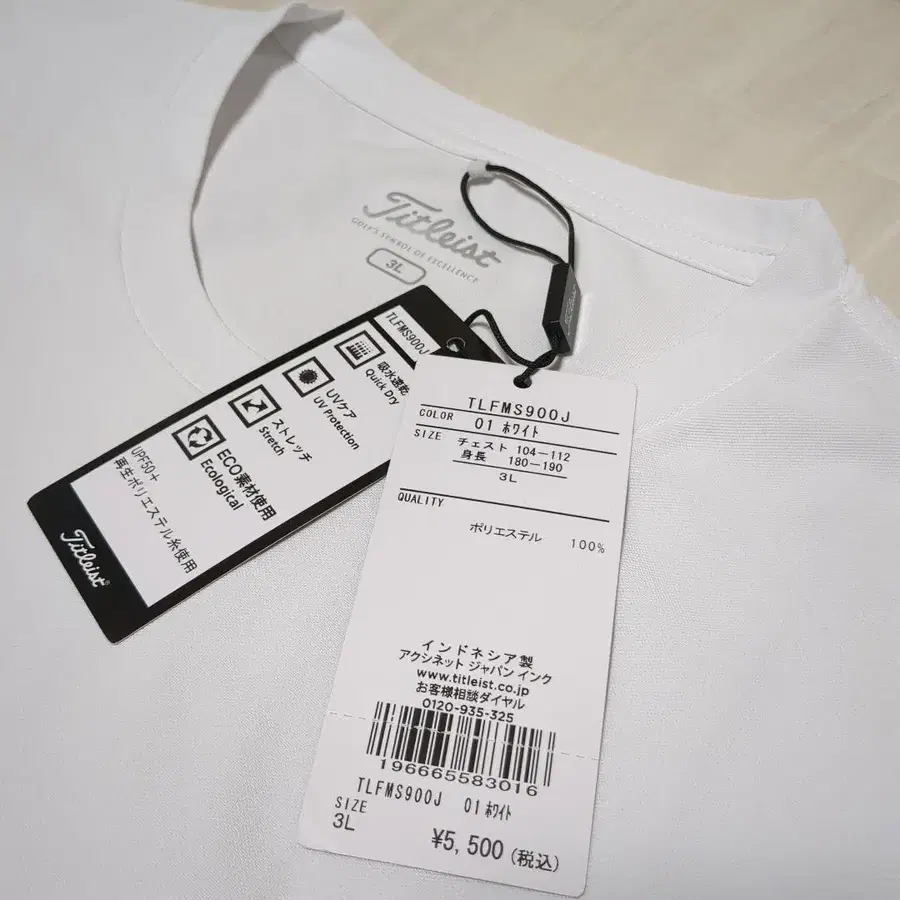 Titleist
GOLF'S SYMBOL OF EXCELLENCE
3L
TLFMS900J
吸水速乾
Quick Dry
UVケア
UV Protection
ストレッチ
Stretch
ECO素材使用
Ecological
UPF50+
再生ポリエステル糸使用
Titleist®
TLFMS900J
COLOR 01 ホワイト
SIZE チェスト 104-112
身長 180-190
3L
QUALITY
ポリエステル 100%
インドネシア製
アクシネット ジャパン インク
www.titleist.co.jp
お客様相談ダイヤル
0120-935-325
196665583016
TLFMS900J 01 ホワイト
SIZE
3L
¥5,500 (税込)